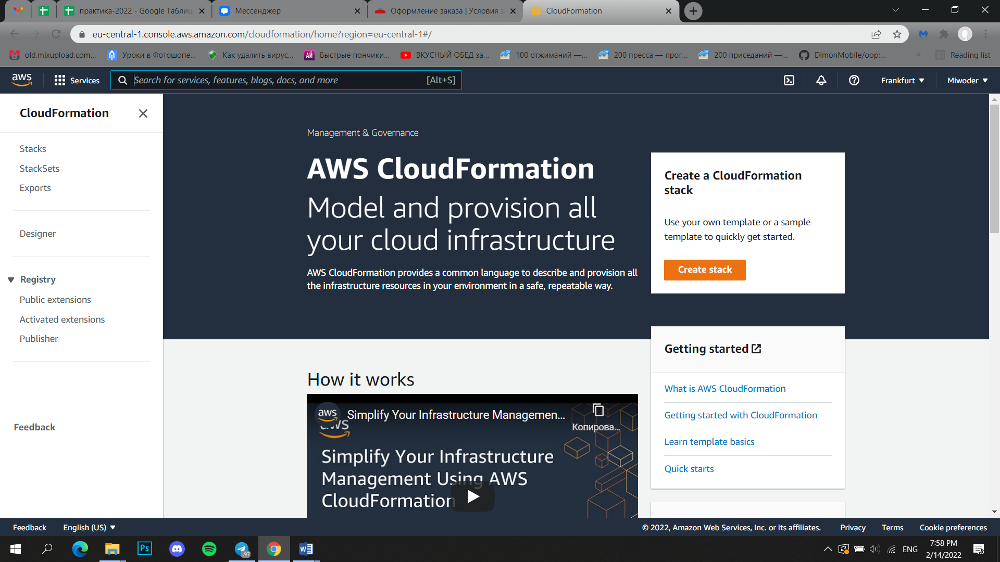 практика-2022 - Google Таблиц
Мессенджер
Оформление заказа | Условия з
CloudFormation
eu-central-1.console.aws.amazon.com/cloudformation/home?region=eu-central-1#/
old.mixupload.com...
Уроки в Фотошопе...
Как удалить вирус...
АЙ
Быстрые пончики...
ВКУСНЫЙ ОБЕД за...
100 отжиманий —...
200 пресса — прог...
200 приседаний —...
DimonMobile/oop:...
»
Reading list
aws
Services
Search for services, features, blogs, docs, and more
[Alt+S]
Frankfurt
Miwoder
CloudFormation
Stacks
StackSets
Exports
Designer
Registry
Public extensions
Activated extensions
Publisher
Feedback
Management & Governance
AWS CloudFormation
Model and provision all
your cloud infrastructure
AWS CloudFormation provides a common language to describe and provision all
the infrastructure resources in your environment in a safe, repeatable way.
Create a CloudFormation
stack
Use your own template or a sample
template to quickly get started.
Create stack
Getting started
What is AWS CloudFormation
Getting started with CloudFormation
Learn template basics
Quick starts
How it works
aws
Simplify Your Infrastructure Managemen...
Копирова...
aws
Simplify Your Infrastructure
Management Using AWS
CloudFormation
Feedback
English (US)
© 2022, Amazon Web Services, Inc. or its affiliates.
Privacy
Terms
Cookie preferences
Ps
..97
W
ENG
7:58 PM
2/14/2022